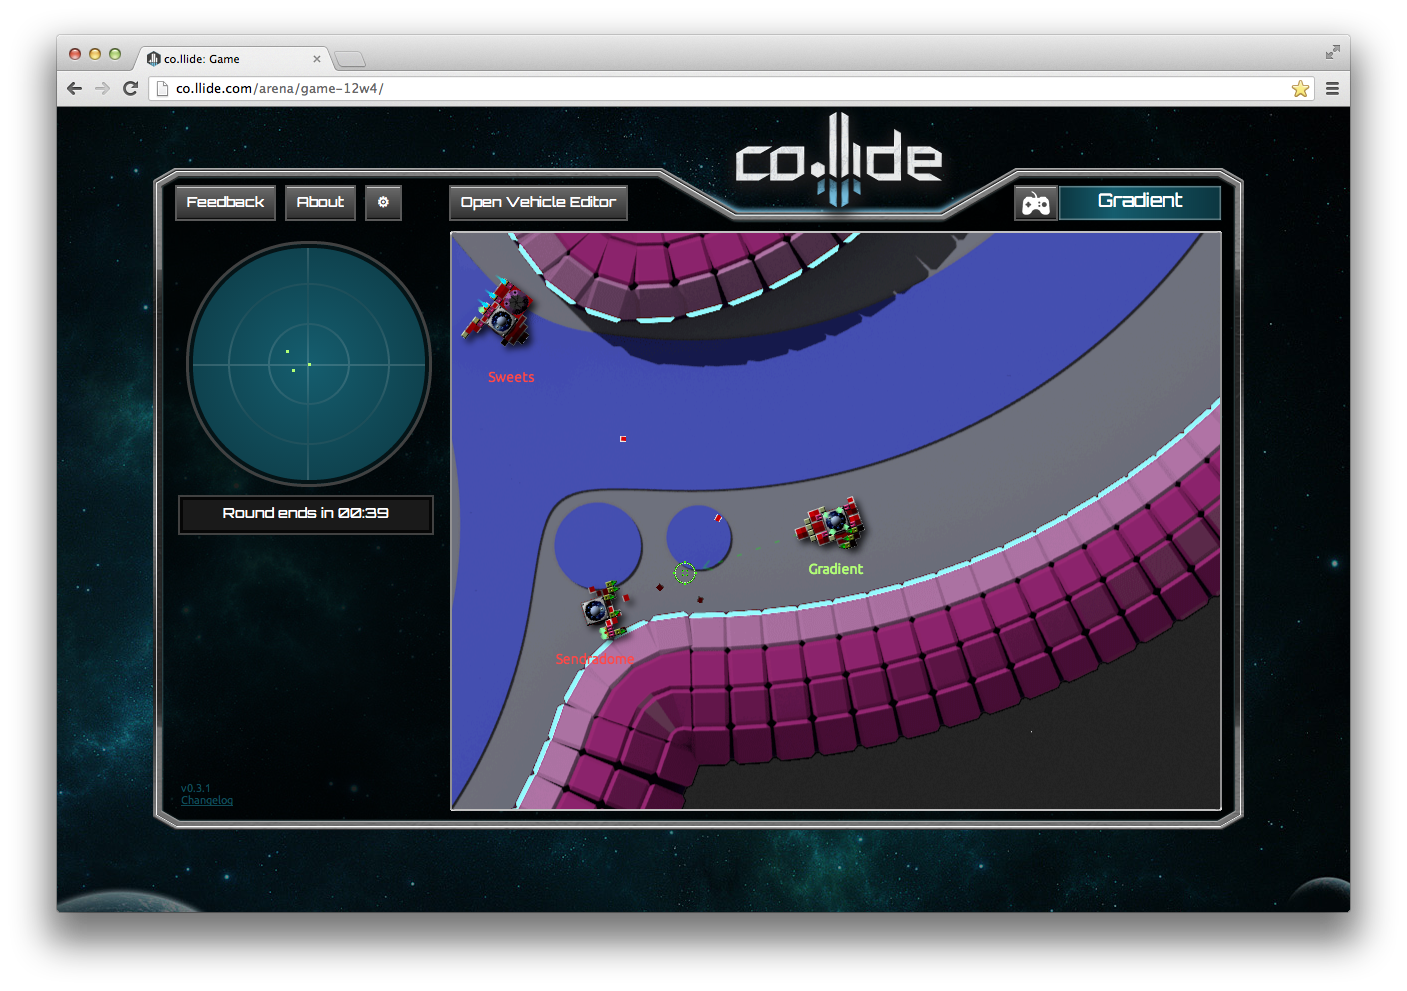 co.llide: Game
co.llide.com/arena/game-12w4/
co.llide
Feedback
About
Open Vehicle Editor
Gradient
Sweets
Round ends in 00:39
Gradient
Sendradome
v0.3.1
Changelog